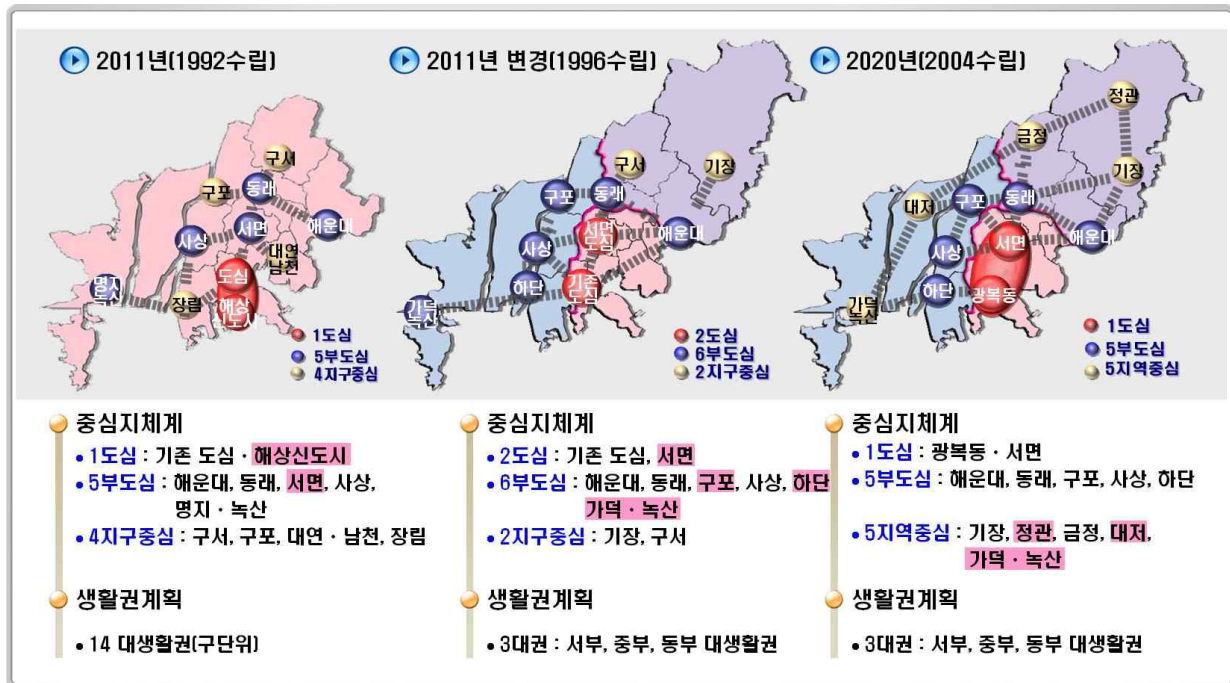 2011년(1992수립)
구서
구포
동래
서면
해운대
사상
대연
남천
명지
녹산
장림
도심
해상
신도시
1도심
5부도심
4지구중심
2011년 변경(1996수립)
구서
기장
구포
동래
서면
도심
해운대
사상
하단
기존
도심
가덕
녹산
2도심
6부도심
2지구중심
2020년(2004수립)
정관
금정
기장
대저
구포
동래
서면
해운대
사상
하단
광복동
가덕
녹산
1도심
5부도심
5지역중심
중심지체계
• 1도심 : 기존 도심 · 해상신도시
• 5부도심 : 해운대, 동래, 서면, 사상,
명지 · 녹산
• 4지구중심 : 구서, 구포, 대연 · 남천, 장림
생활권계획
• 14 대생활권(구단위)
중심지체계
• 2도심 : 기존 도심, 서면
• 6부도심 : 해운대, 동래, 구포, 사상, 하단
가덕 · 녹산
• 2지구중심 : 기장, 구서
생활권계획
• 3대권 : 서부, 중부, 동부 대생활권
중심지체계
• 1도심 : 광복동 · 서면
• 5부도심 : 해운대, 동래, 구포, 사상, 하단
• 5지역중심 : 기장, 정관, 금정, 대저,
가덕 · 녹산
생활권계획
• 3대권 : 서부, 중부, 동부 대생활권